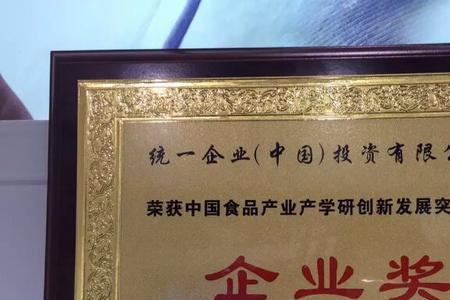 统一企业(中国)投资有限
荣获中国食品产业产学研创新发展突
企业奖